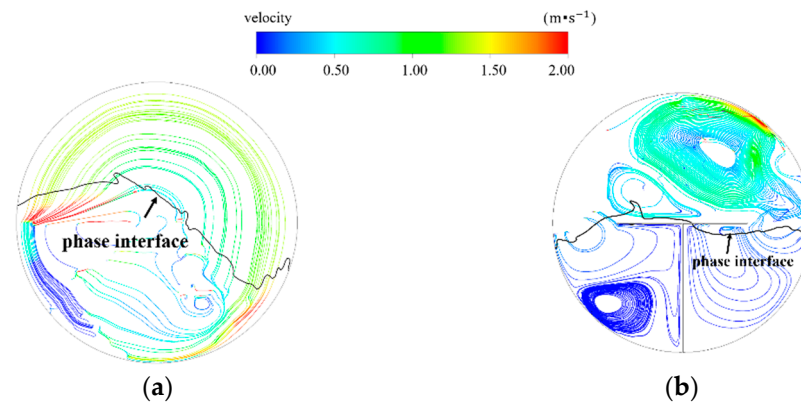 velocity (m•s⁻¹)
0.00 0.50 1.00 1.50 2.00
phase interface
phase interface
(a) (b)